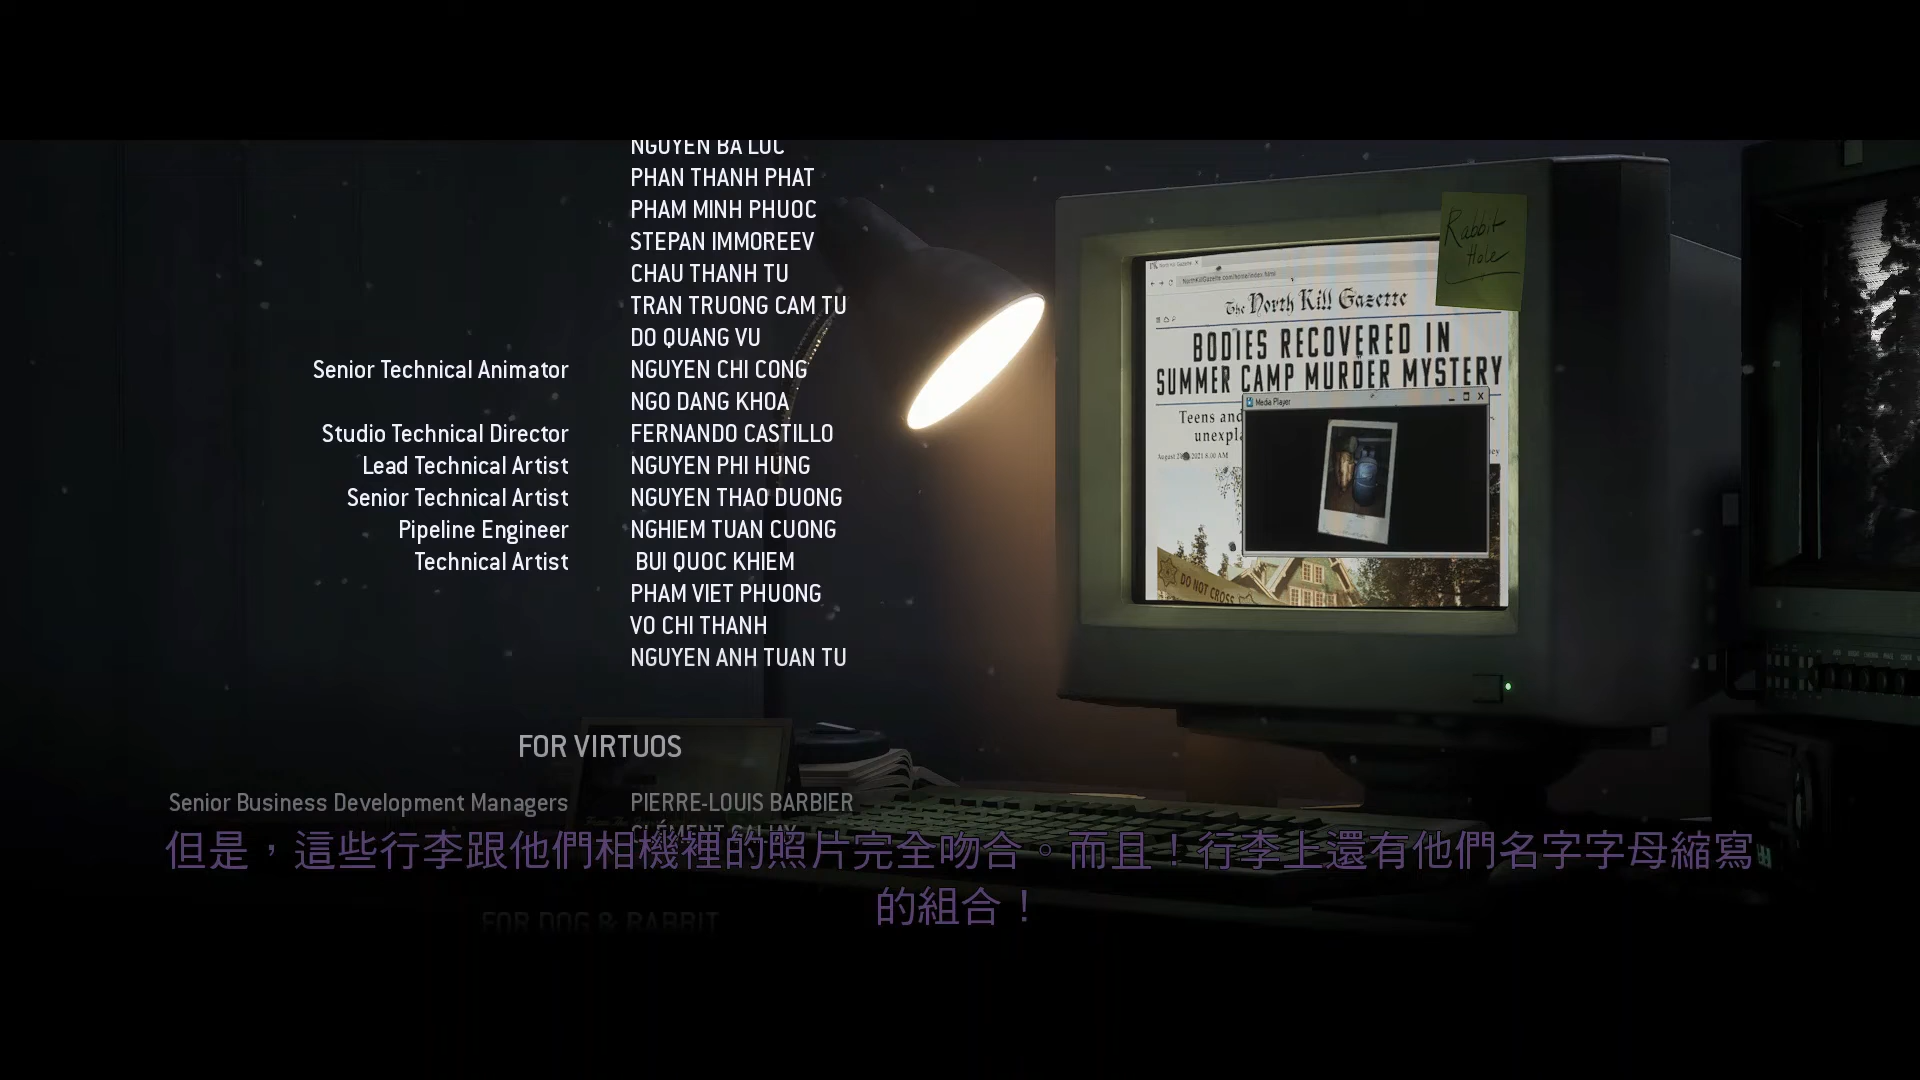 NGUYEN BA LUC
PHAN THANH PHAT
PHAM MINH PHUOC
STEPAN IMMOREEV
CHAU THANH TU
TRAN TRUONG CAM TU
DO QUANG VU
Senior Technical Animator NGUYEN CHI CONG
NGO DANG KHOA
Studio Technical Director FERNANDO CASTILLO
Lead Technical Artist NGUYEN PHI HUNG
Senior Technical Artist NGUYEN THAO DUONG
Pipeline Engineer NGHIEM TUAN CUONG
Technical Artist BUI QUOC KHIEM
PHAM VIET PHUONG
VO CHI THANH
NGUYEN ANH TUAN TU
FOR VIRTUOS
Senior Business Development Managers PIERRE-LOUIS BARBIER
CLÉMENT
但是，這些行李跟他們相機裡的照片完全吻合。而且！行李上還有他們名字字母縮寫
的組合！
FOR DOG & RABBIT
Rabbit
Hole
The North Kill Gazette
BODIES RECOVERED IN
SUMMER CAMP MURDER MYSTERY
Media Player
Teens and
DO NOT CROSS